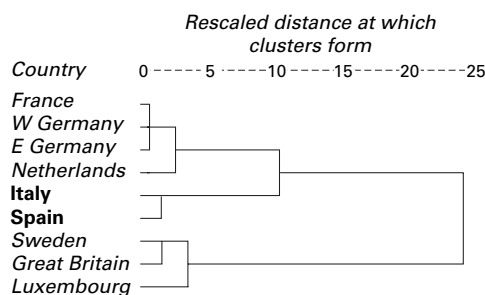 Rescaled distance at which
clusters form
Country 0-----5------10-----15-----20-----25
France
W Germany
E Germany
Netherlands
Italy
Spain
Sweden
Great Britain
Luxembourg